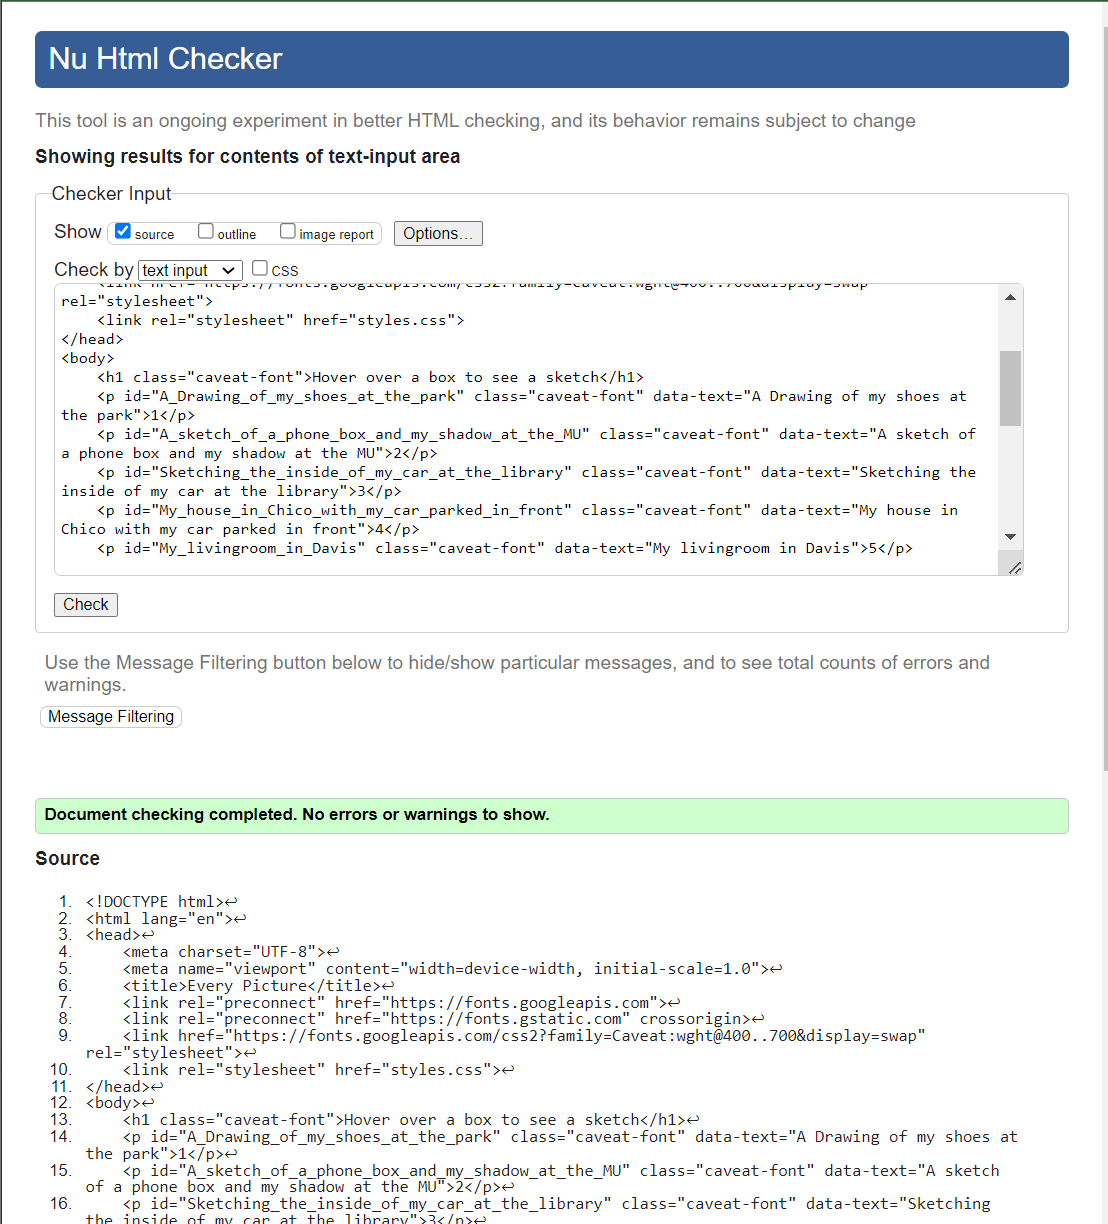 Nu Html Checker
This tool is an ongoing experiment in better HTML checking, and its behavior remains subject to change
Showing results for contents of text-input area
Checker Input
Show source outline image report Options...
Check by text input CSS
<link href="https://fonts.googleapis.com/css2?family=Caveat:wght@400..700&display=swap"
rel="stylesheet">
<link rel="stylesheet" href="styles.css">
</head>
<body>
<h1 class="caveat-font">Hover over a box to see a sketch</h1>
<p id="A_Drawing_of_my_shoes_at_the_park" class="caveat-font" data-text="A Drawing of my shoes at
the park">1</p>
<p id="A_sketch_of_a_phone_box_and_my_shadow_at_the_MU" class="caveat-font" data-text="A sketch of
a phone box and my shadow at the MU">2</p>
<p id="Sketching_the_inside_of_my_car_at_the_library" class="caveat-font" data-text="Sketching the
inside of my car at the library">3</p>
<p id="My_house_in_Chico_with_my_car_parked_in_front" class="caveat-font" data-text="My house in
Chico with my car parked in front">4</p>
<p id="My_livingroom_in_Davis" class="caveat-font" data-text="My livingroom in Davis">5</p>
Check
Use the Message Filtering button below to hide/show particular messages, and to see total counts of errors and
warnings.
Message Filtering
Document checking completed. No errors or warnings to show.
Source
1. <!DOCTYPE html>↩
2. <html lang="en">↩
3. <head>↩
4. <meta charset="UTF-8">↩
5. <meta name="viewport" content="width=device-width, initial-scale=1.0">↩
6. <title>Every Picture</title>↩
7. <link rel="preconnect" href="https://fonts.googleapis.com">↩
8. <link rel="preconnect" href="https://fonts.gstatic.com" crossorigin>↩
9. <link href="https://fonts.googleapis.com/css2?family=Caveat:wght@400..700&display=swap"
rel="stylesheet">↩
10. <link rel="stylesheet" href="styles.css">↩
11. </head>↩
12. <body>↩
13. <h1 class="caveat-font">Hover over a box to see a sketch</h1>↩
14. <p id="A_Drawing_of_my_shoes_at_the_park" class="caveat-font" data-text="A Drawing of my shoes at
the park">1</p>↩
15. <p id="A_sketch_of_a_phone_box_and_my_shadow_at_the_MU" class="caveat-font" data-text="A sketch
of a phone box and my shadow at the MU">2</p>↩
16. <p id="Sketching_the_inside_of_my_car_at_the_library" class="caveat-font" data-text="Sketching
the inside of my car at the library">3</p>↩